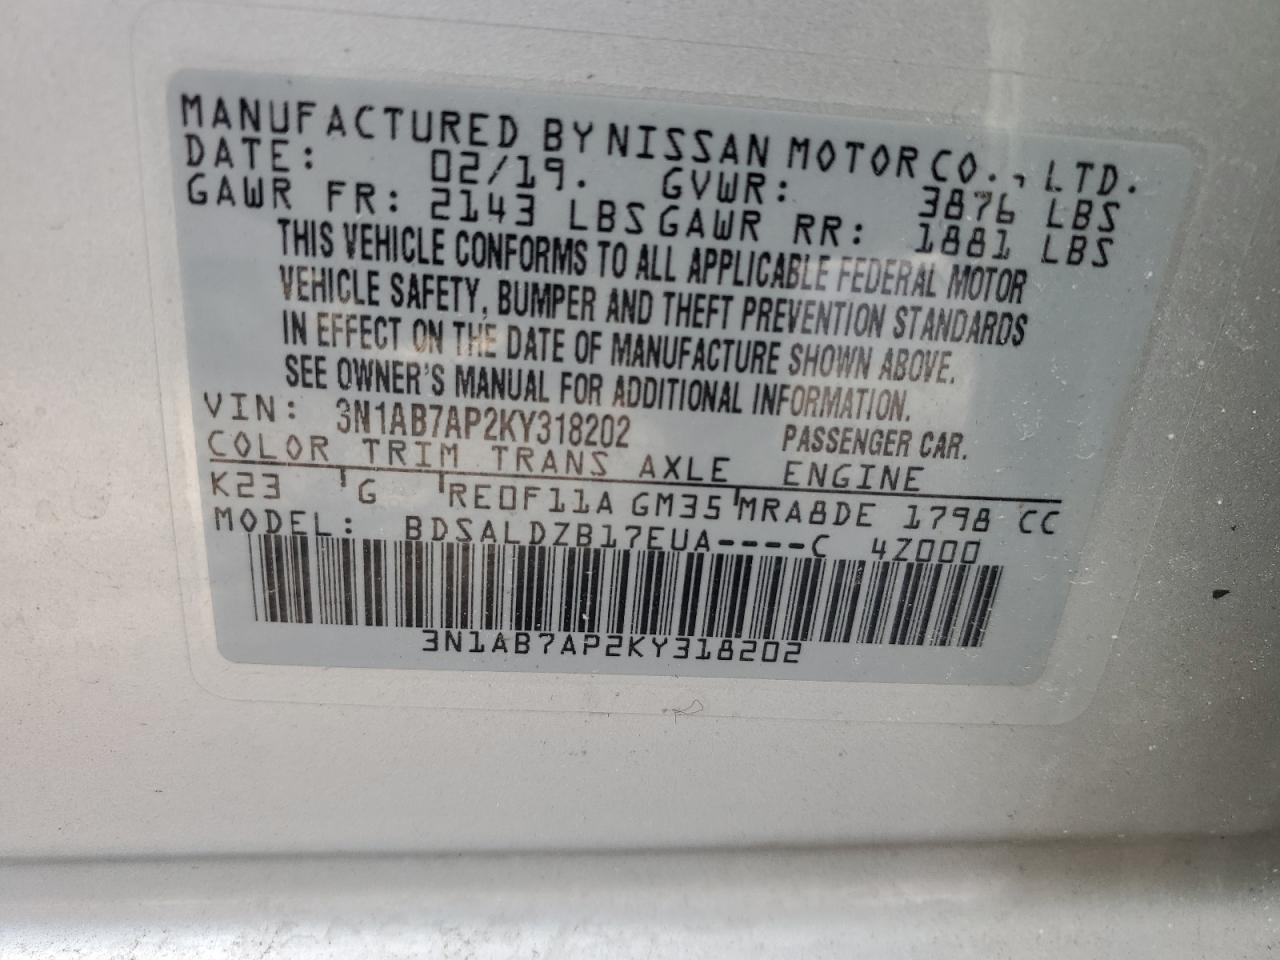 MANUFACTURED BY NISSAN MOTOR CO., LTD.
DATE: 02/19. GVWR: 3876 LBS
GAWR FR: 2143 LBS GAWR RR: 1881 LBS
THIS VEHICLE CONFORMS TO ALL APPLICABLE FEDERAL MOTOR
VEHICLE SAFETY, BUMPER AND THEFT PREVENTION STANDARDS
IN EFFECT ON THE DATE OF MANUFACTURE SHOWN ABOVE.
SEE OWNER'S MANUAL FOR ADDITIONAL INFORMATION.
VIN: 3N1AB7AP2KY318202 PASSENGER CAR.
COLOR TRIM TRANS AXLE ENGINE
K23 G RE0F11A GM35 MRA8DE 1798 CC
MODEL: BDSALDZB17EUA----C 4Z000
3N1AB7AP2KY318202